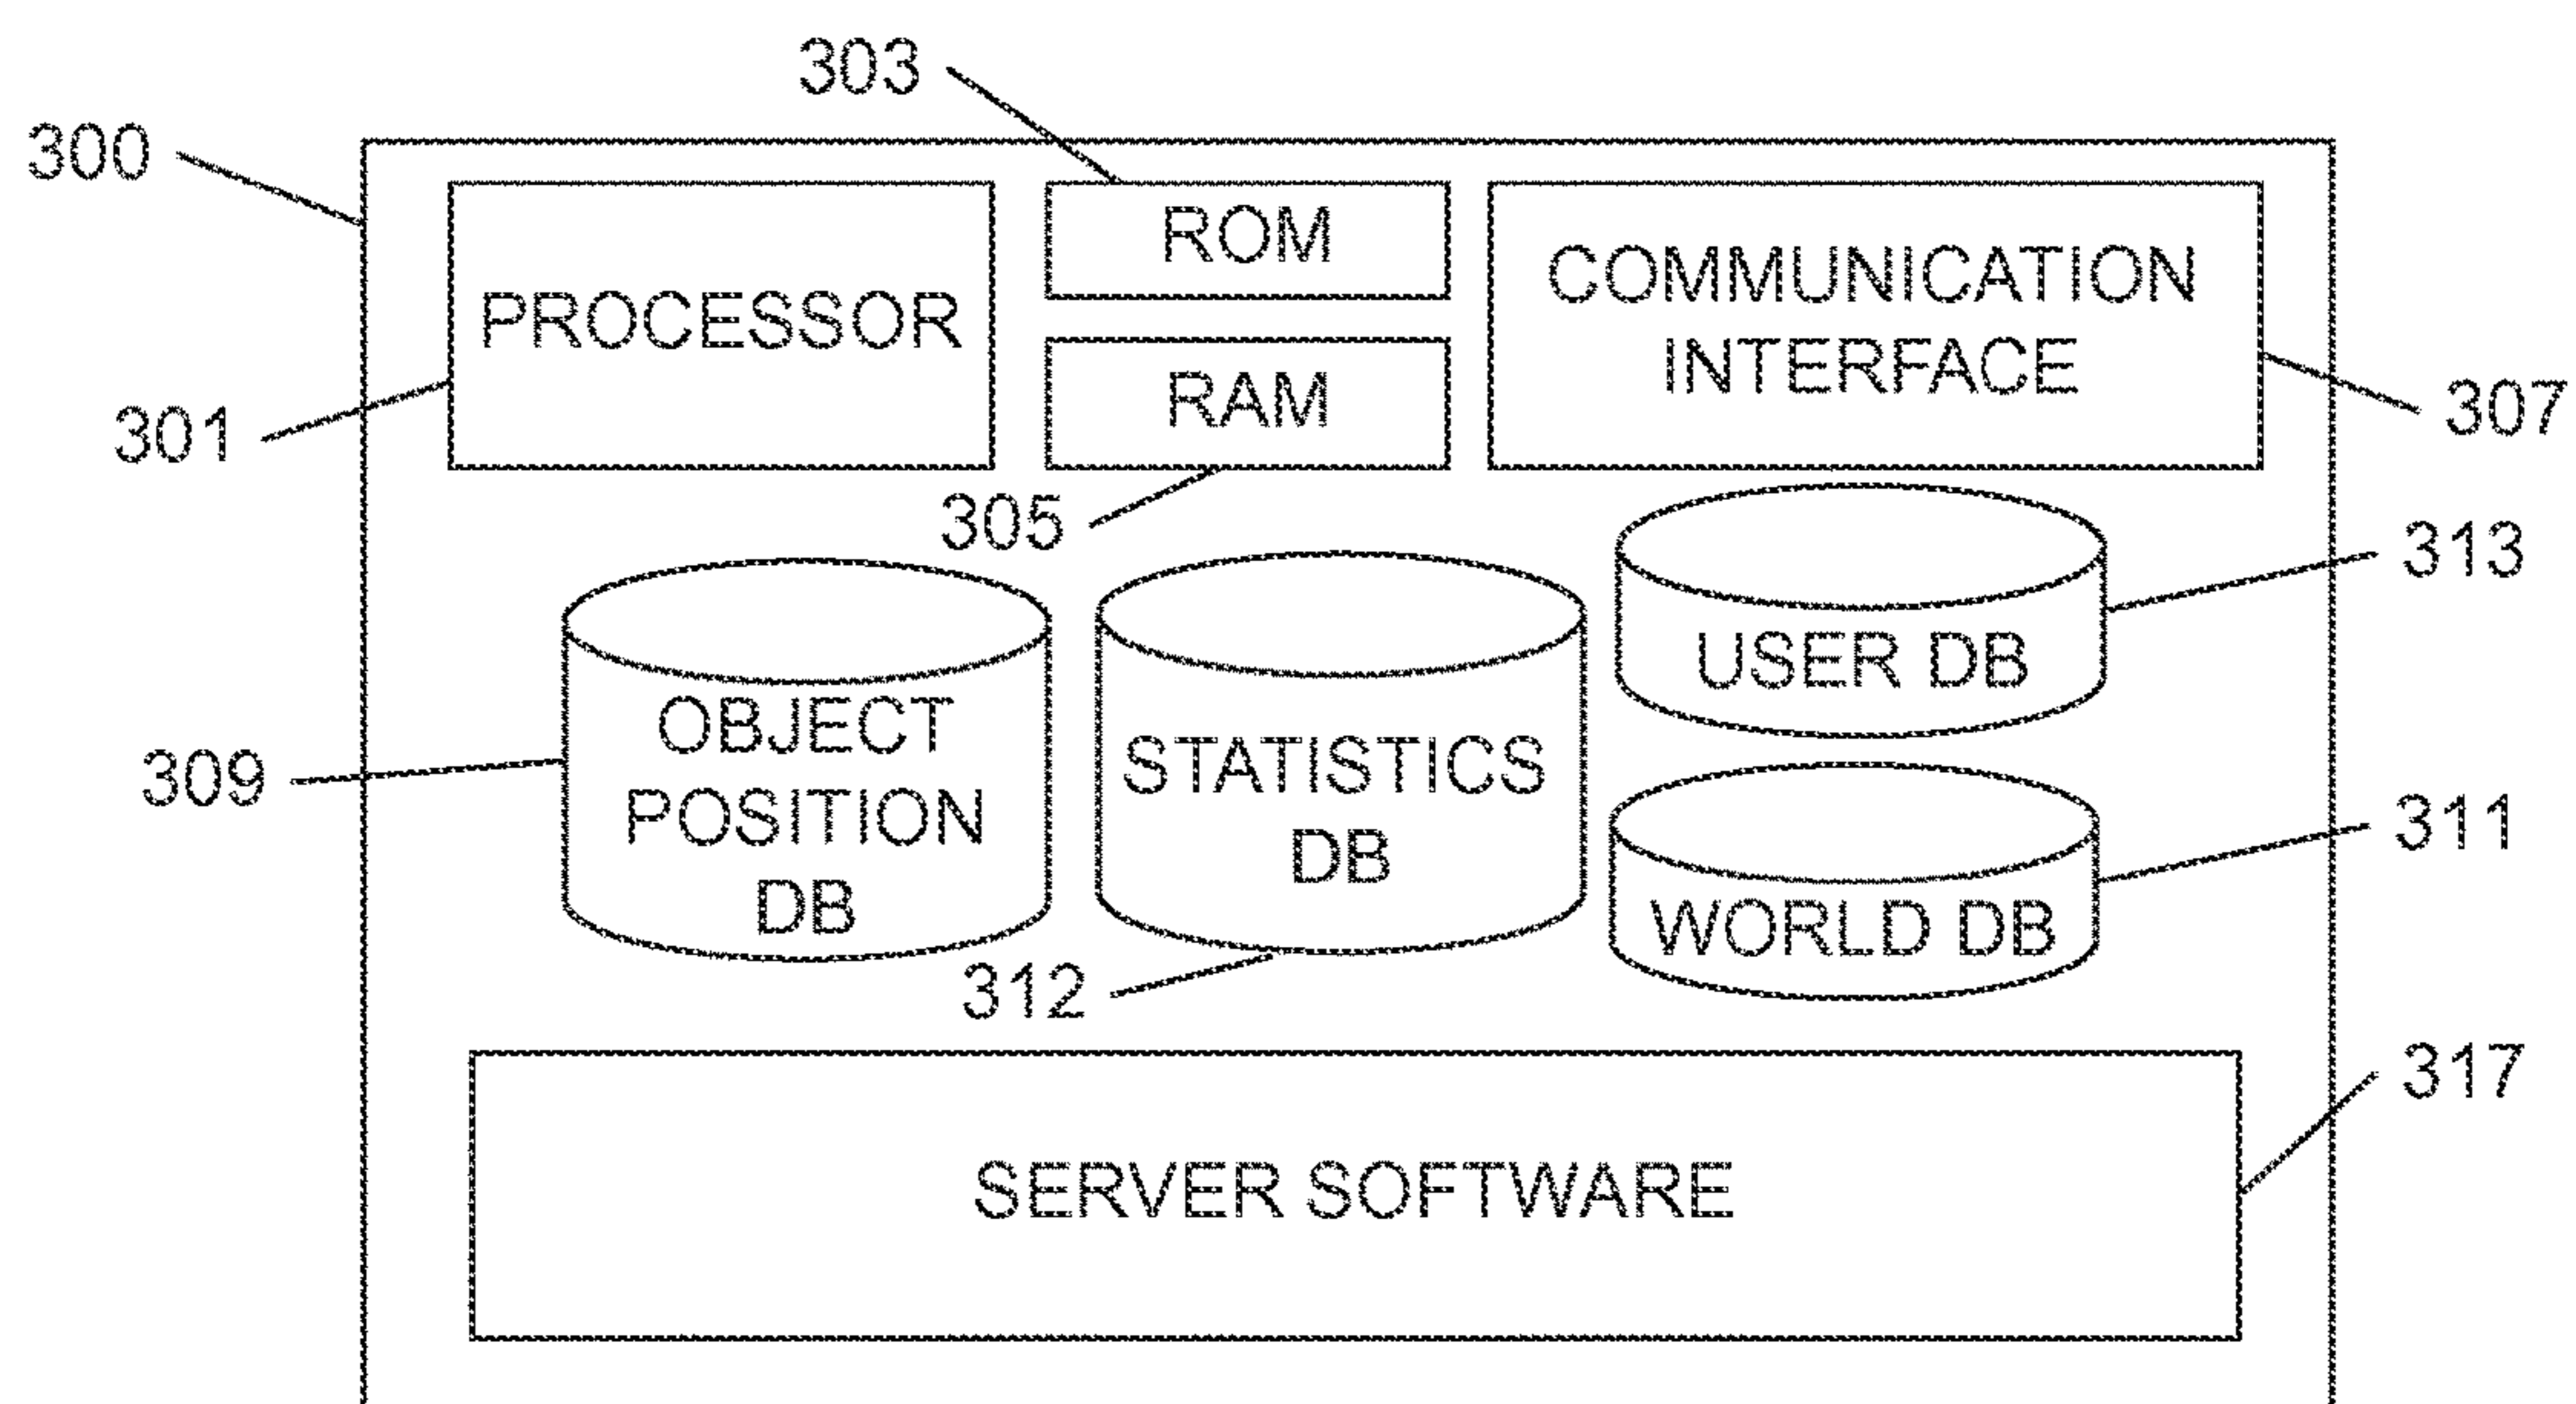 303
300
PROCESSOR
ROM
COMMUNICATION
INTERFACE
RAM
301
307
305
313
USER DB
OBJECT
POSITION
DB
309
STATISTICS
DB
311
WORLD DB
312
317
SERVER SOFTWARE